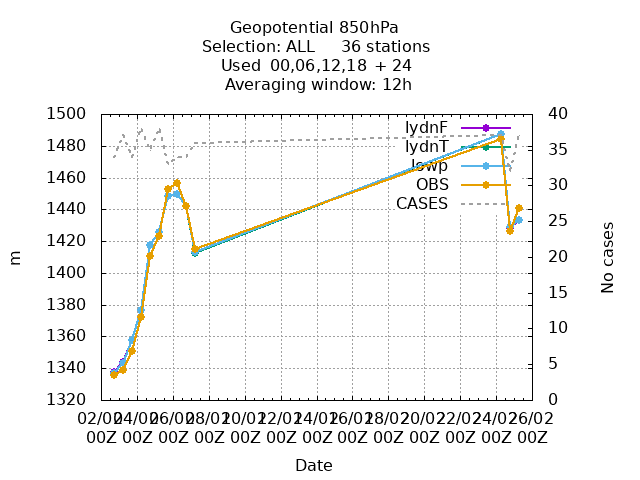 Geopotential 850hPa
Selection: ALL 36 stations
Used 00,06,12,18 + 24
Averaging window: 12h
1500
1480
1460
1440
1420
1400
1380
1360
1340
1320
m
lydnF
lydnT
lowp
OBS
CASES
40
35
30
25
20
15
10
5
0
No cases
02/02 04/02 06/02 08/02 10/02 12/02 14/02 16/02 18/02 20/02 22/02 24/02 26/02
00Z 00Z 00Z 00Z 00Z 00Z 00Z 00Z 00Z 00Z 00Z 00Z 00Z
Date